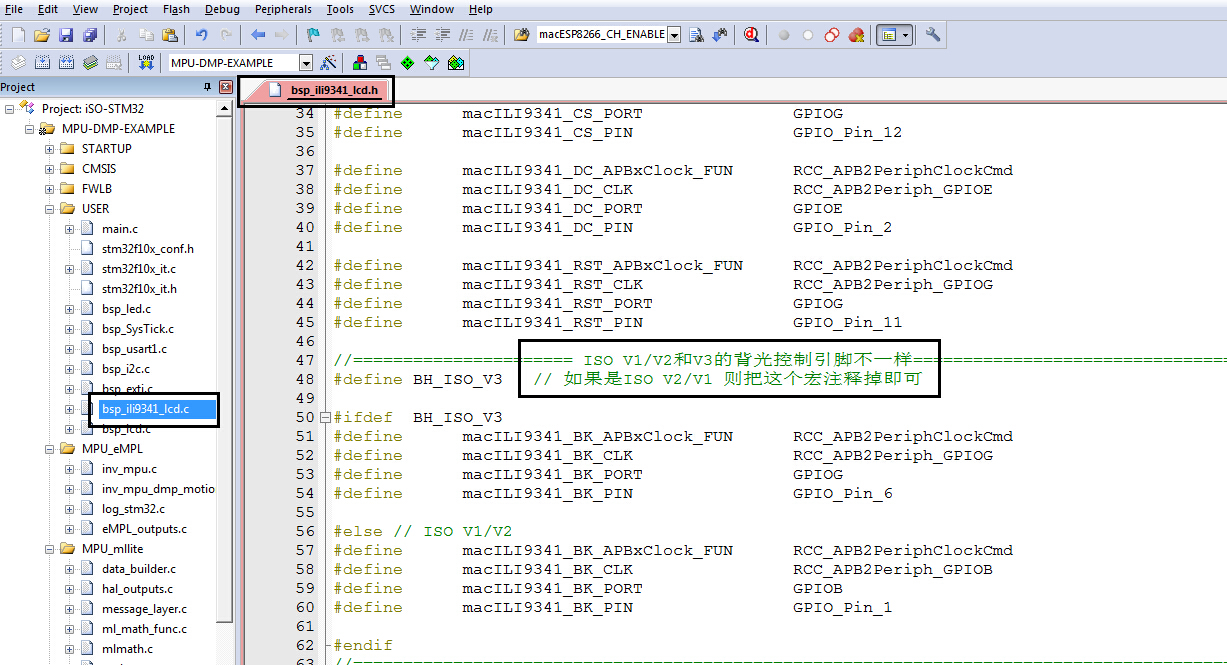 File Edit View Project Flash Debug Peripherals Tools SVCS Window Help
macESP8266_CH_ENABLE
LOAD MPU-DMP-EXAMPLE
Project
bsp_ili9341_lcd.h
Project: iSO-STM32
MPU-DMP-EXAMPLE
STARTUP
CMSIS
FWLB
USER
main.c
stm32f10x_conf.h
stm32f10x_it.c
stm32f10x_it.h
bsp_led.c
bsp_SysTick.c
bsp_usart1.c
bsp_i2c.c
bsp_exti.c
bsp_ili9341_lcd.c
bsp_lcd.c
MPU_eMPL
inv_mpu.c
inv_mpu_dmp_motio
log_stm32.c
eMPL_outputs.c
MPU_mllite
data_builder.c
hal_outputs.c
message_layer.c
ml_math_func.c
mlmath.c
34 #define macILI9341_CS_PORT GPIOG
35 #define macILI9341_CS_PIN GPIO_Pin_12
36
37 #define macILI9341_DC_APBxClock_FUN RCC_APB2PeriphClockCmd
38 #define macILI9341_DC_CLK RCC_APB2Periph_GPIOE
39 #define macILI9341_DC_PORT GPIOE
40 #define macILI9341_DC_PIN GPIO_Pin_2
41
42 #define macILI9341_RST_APBxClock_FUN RCC_APB2PeriphClockCmd
43 #define macILI9341_RST_CLK RCC_APB2Periph_GPIOG
44 #define macILI9341_RST_PORT GPIOG
45 #define macILI9341_RST_PIN GPIO_Pin_11
46
47 //====================== ISO V1/V2和V3的背光控制引脚不一样================================
48 #define BH_ISO_V3 // 如果是ISO V2/V1 则把这个宏注释掉即可
49
50 #ifdef BH_ISO_V3
51 #define macILI9341_BK_APBxClock_FUN RCC_APB2PeriphClockCmd
52 #define macILI9341_BK_CLK RCC_APB2Periph_GPIOG
53 #define macILI9341_BK_PORT GPIOG
54 #define macILI9341_BK_PIN GPIO_Pin_6
55
56 #else // ISO V1/V2
57 #define macILI9341_BK_APBxClock_FUN RCC_APB2PeriphClockCmd
58 #define macILI9341_BK_CLK RCC_APB2Periph_GPIOB
59 #define macILI9341_BK_PORT GPIOB
60 #define macILI9341_BK_PIN GPIO_Pin_1
61
62 #endif
63 //==========================================================================================